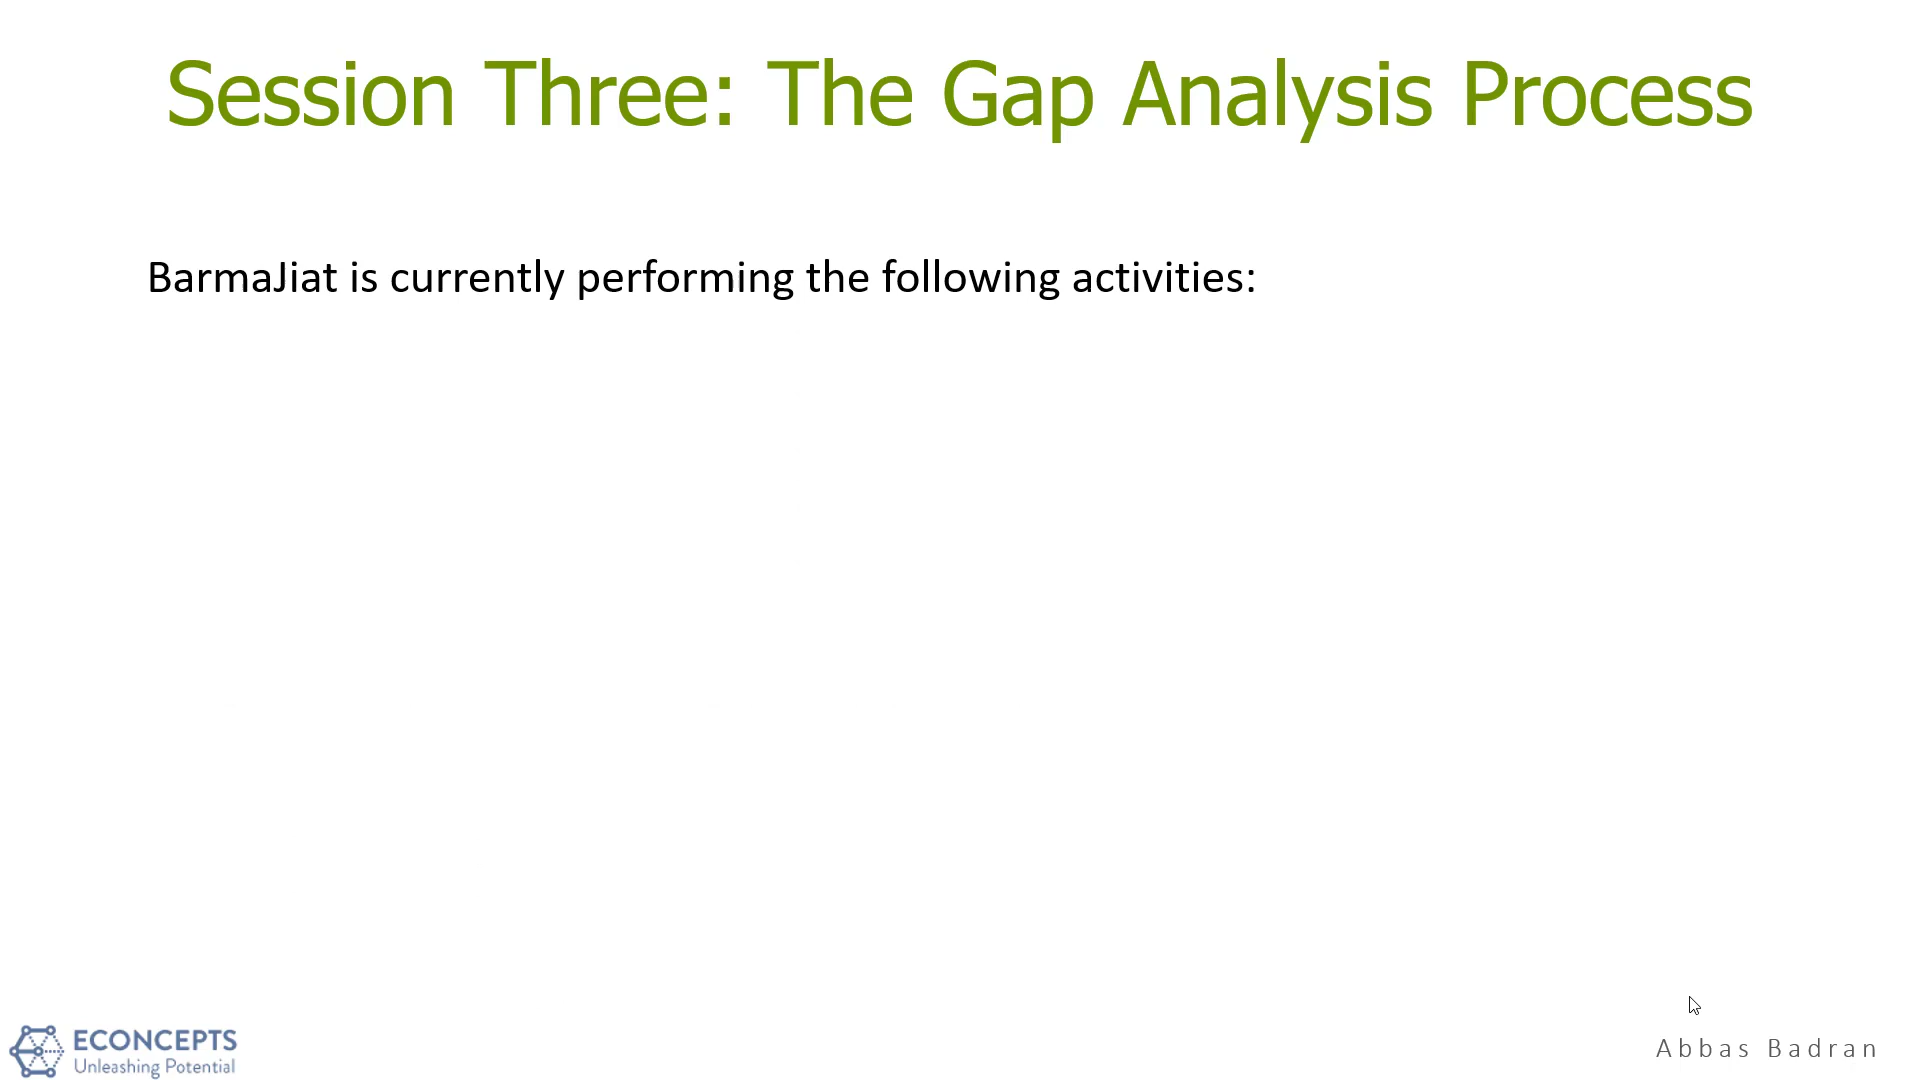 Session Three: The Gap Analysis Process
BarmaJiat is currently performing the following activities:
ECONCEPTS
Unleashing Potential
Abbas Badran